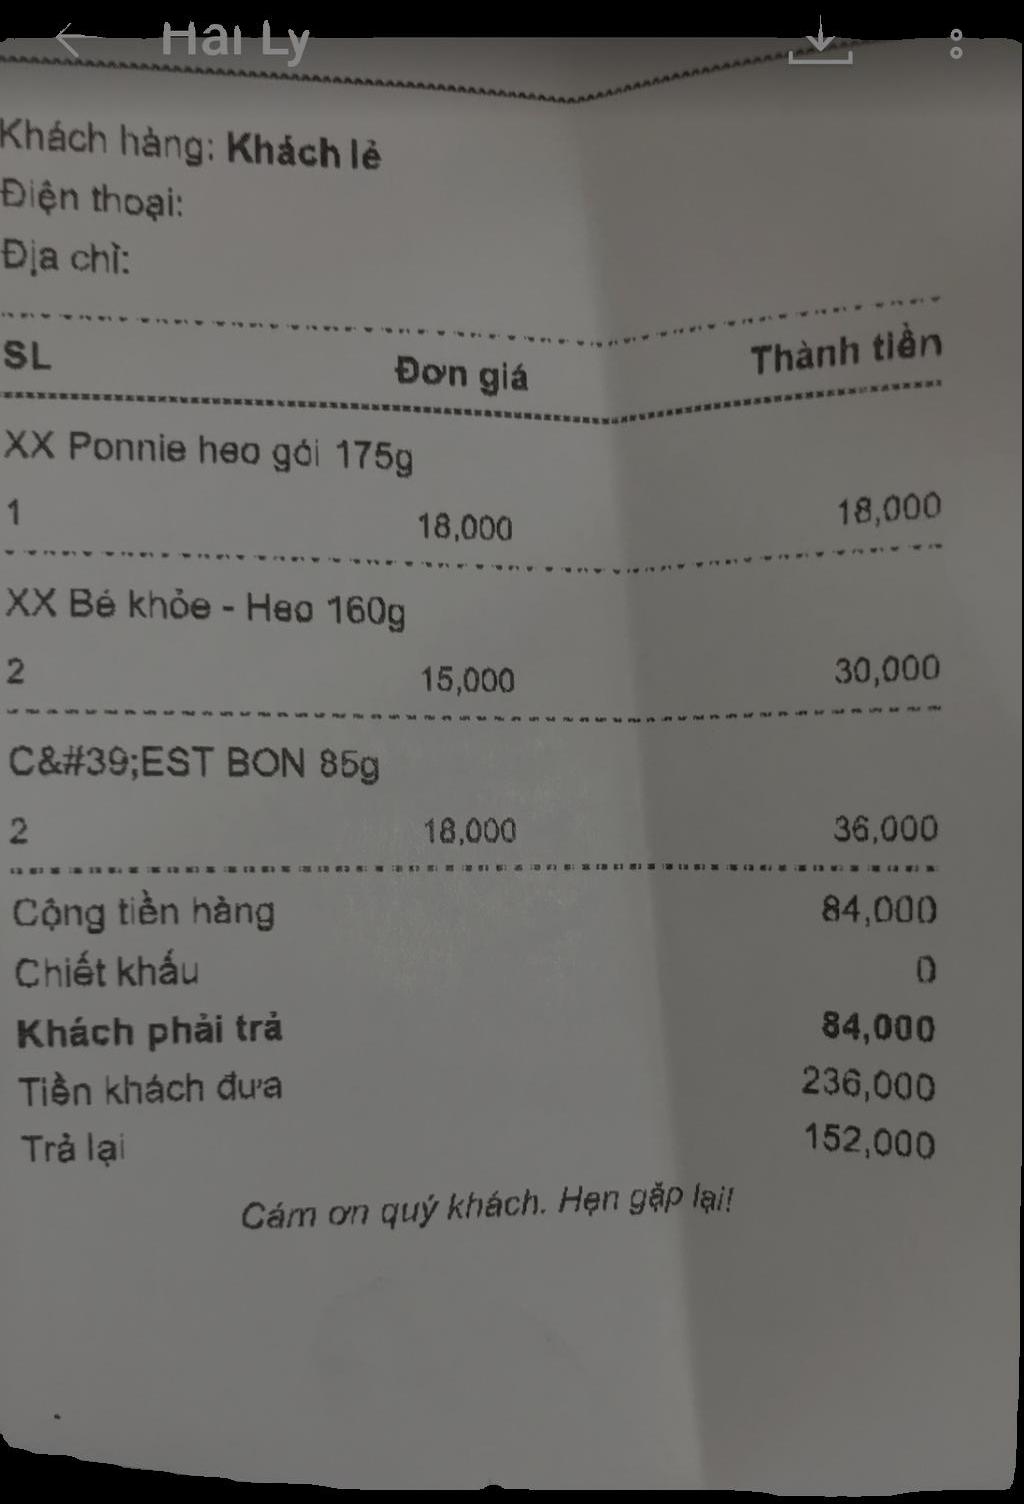 Hai Ly
Khách hàng: Khách lẻ
Điện thoại:
Địa chỉ:
SL Đơn giá Thành tiền
XX Ponnie heo gói 175g
1 18,000 18,000
XX Bé khỏe - Heo 160g
2 15,000 30,000
C&#39;EST BON 85g
2 18,000 36,000
Cộng tiền hàng 84,000
Chiết khấu 0
Khách phải trả 84,000
Tiền khách đưa 236,000
Trả lại 152,000
Cám ơn quý khách. Hẹn gặp lại!